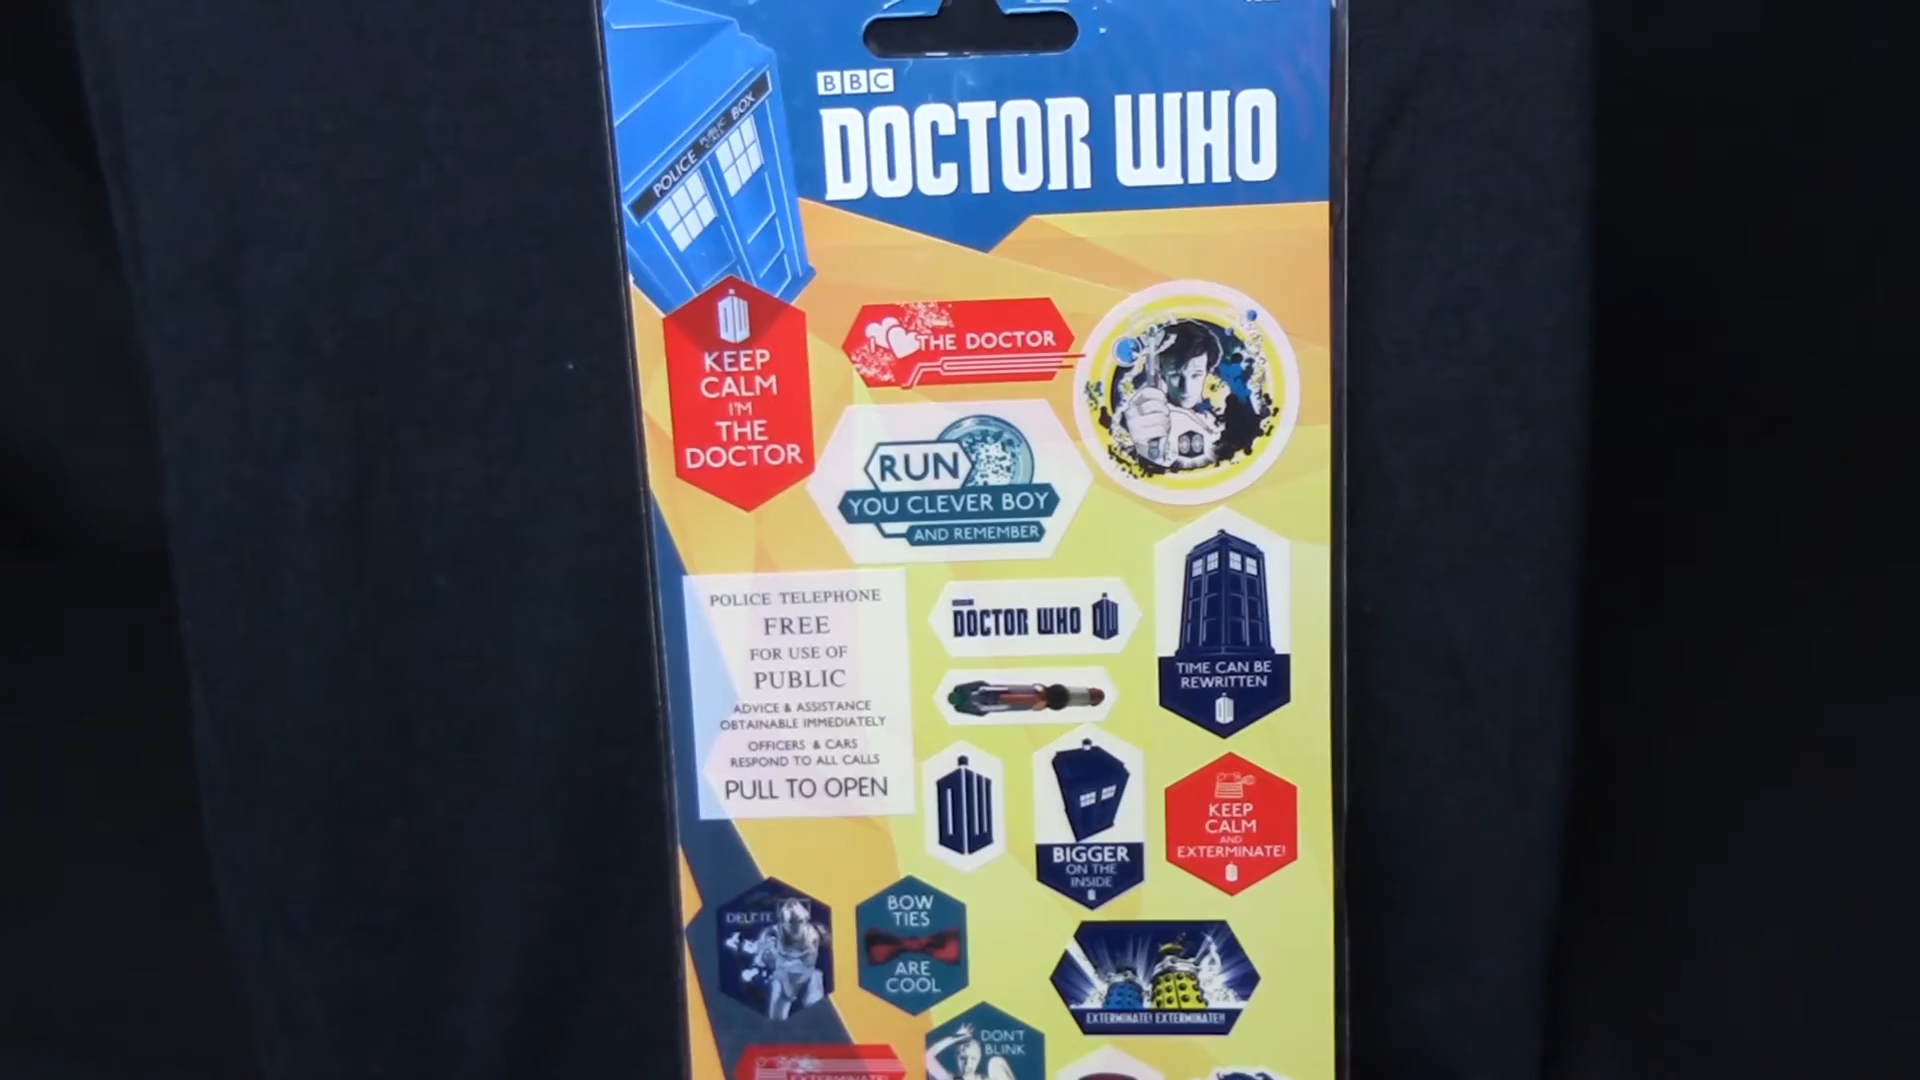 BBC
DOCTOR WHO
POLICE PUBLIC CALL BOX
DW
KEEP
CALM
I'M
THE
DOCTOR
I
THE DOCTOR
RUN
YOU CLEVER BOY
AND REMEMBER
POLICE TELEPHONE
FREE
FOR USE OF
PUBLIC
ADVICE & ASSISTANCE
OBTAINABLE IMMEDIATELY
OFFICERS & CARS
RESPOND TO ALL CALLS
PULL TO OPEN
DOCTOR WHO DW
TIME CAN BE
REWRITTEN
DW
BIGGER
ON THE
INSIDE
KEEP
CALM
AND
EXTERMINATE!
DELETE
BOW
TIES
ARE
COOL
EXTERMINATE! EXTERMINATE!!
DON'T
BLINK
EXTERMINATE!